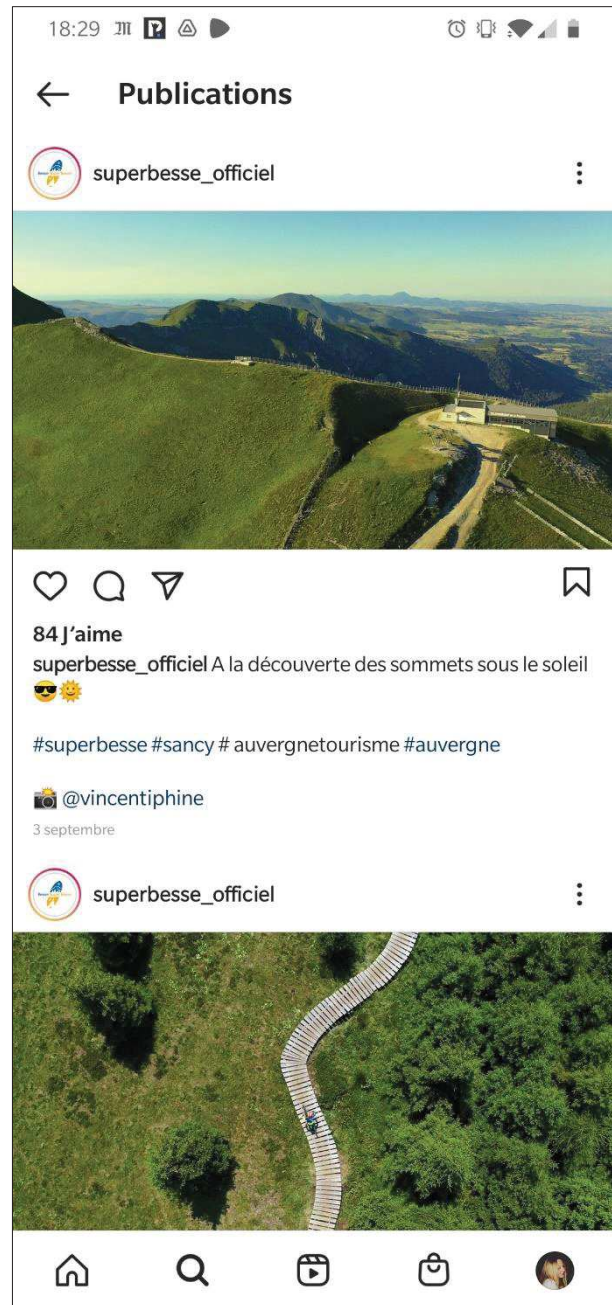 18:29
Publications
superbesse_officiel
84 J'aime
superbesse_officiel A la découverte des sommets sous le soleil
😎🌞
#superbesse #sancy # auvergnetourisme #auvergne
📸 @vincentiphine
3 septembre
superbesse_officiel